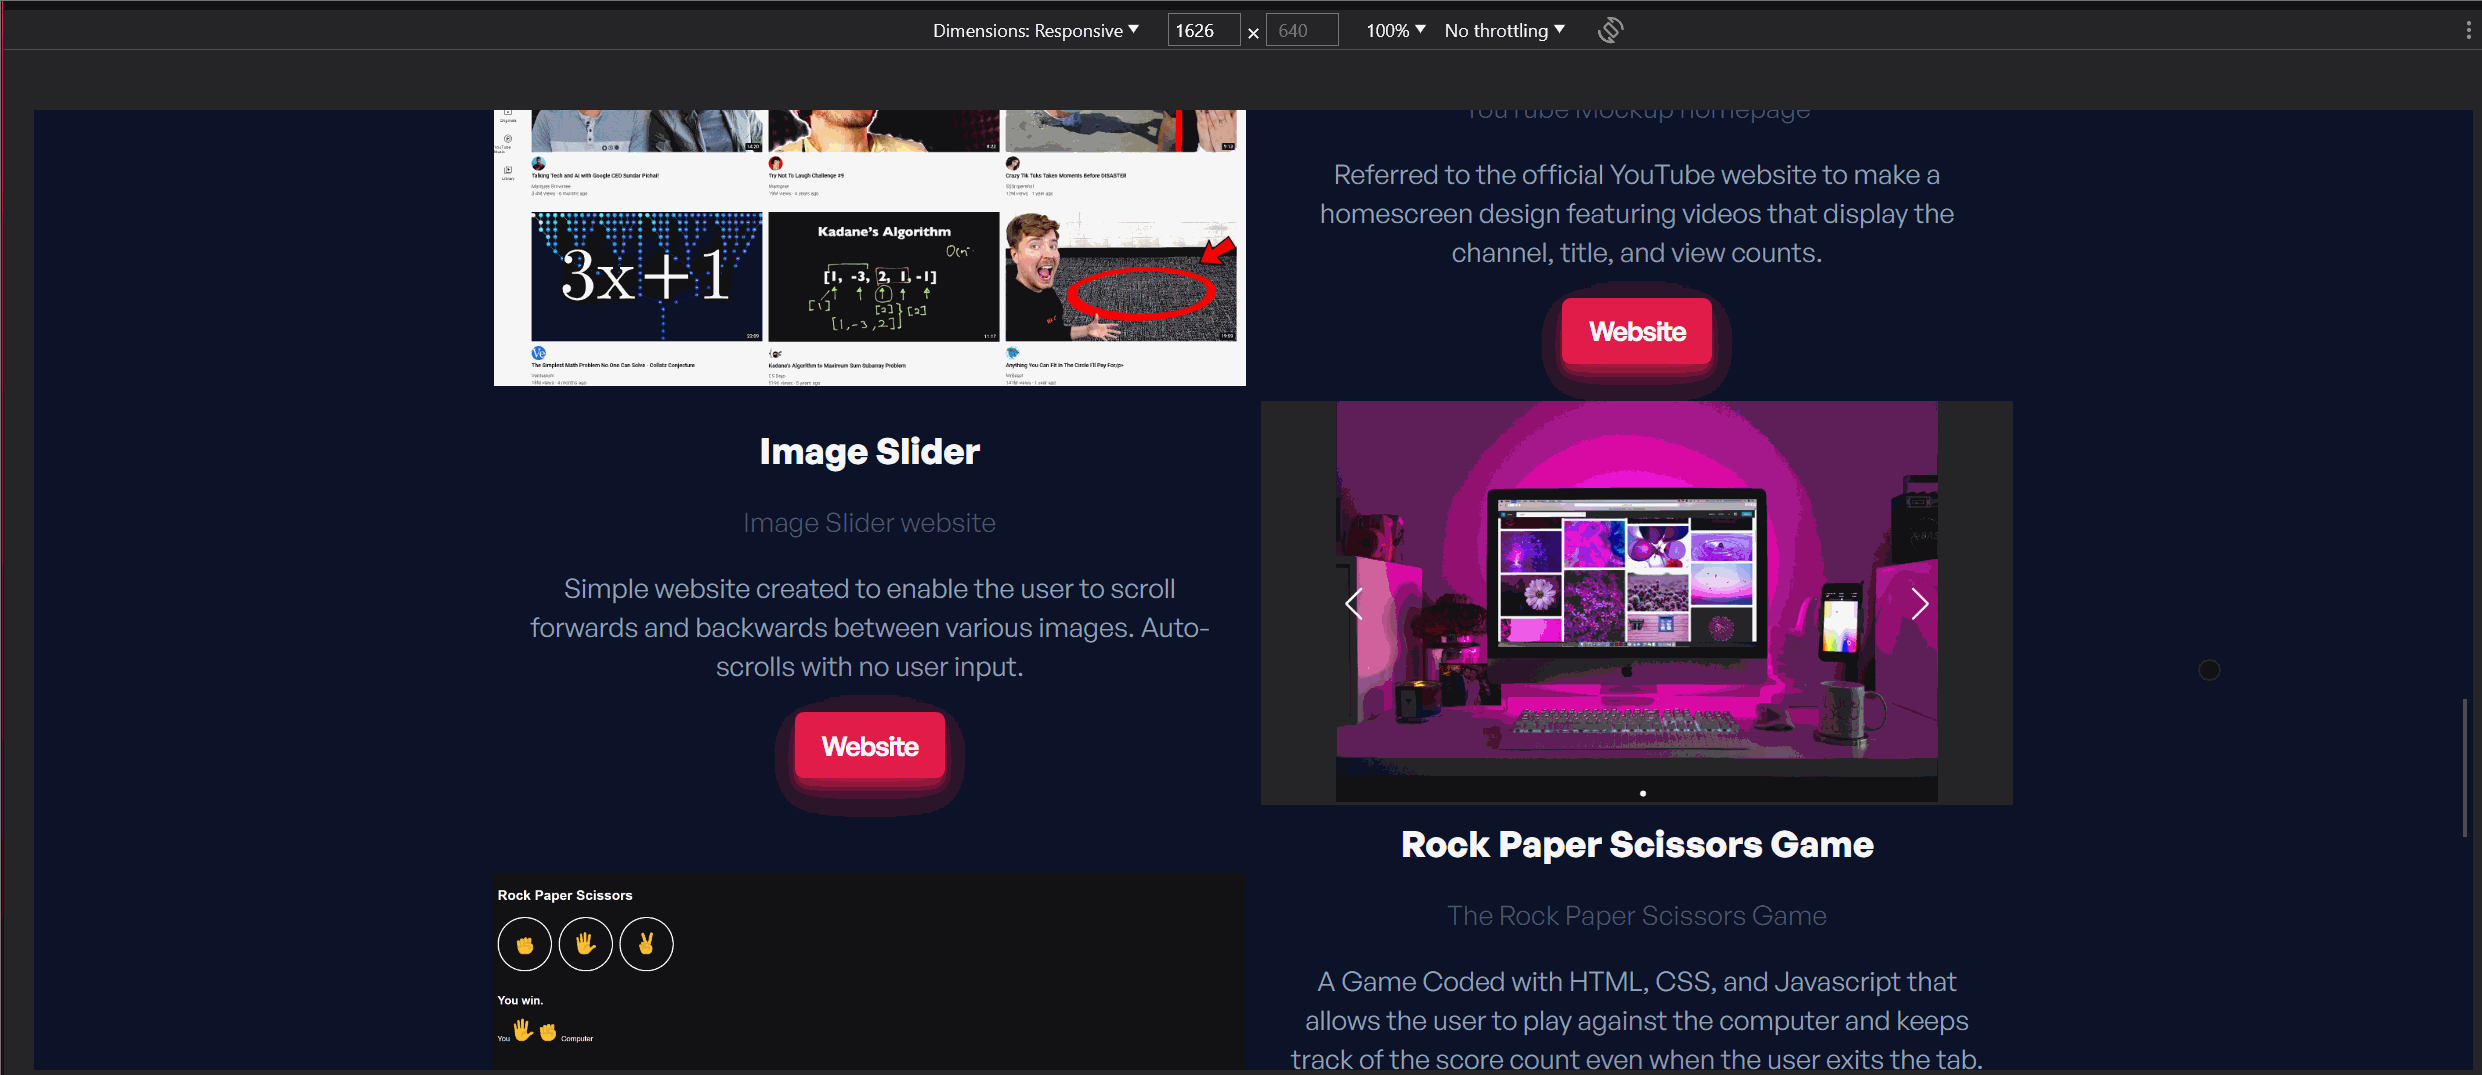 Dimensions: Responsive
1626 × 640
100%
No throttling
YouTube Mockup homepage
Referred to the official YouTube website to make a
homescreen design featuring videos that display the
channel, title, and view counts.
Website
Talking Tech and AI with Google CEO Sundar Pichai!
Try Not To Laugh Challenge #9
Crazy Tik Toks Taken Moments Before DISASTER
3x+1
Kadane's Algorithm
[1, -3, 2, 1, -1]
The Simplest Math Problem No One Can Solve - Collatz Conjecture
Kadane's Algorithm to Maximum Sum Subarray Problem
Anything You Can Fit In The Circle I'll Pay For/p>
Image Slider
Image Slider website
Simple website created to enable the user to scroll
forwards and backwards between various images. Auto-
scrolls with no user input.
Website
Rock Paper Scissors Game
The Rock Paper Scissors Game
A Game Coded with HTML, CSS, and Javascript that
allows the user to play against the computer and keeps
track of the score count even when the user exits the tab.
Rock Paper Scissors
You win.
You
Computer